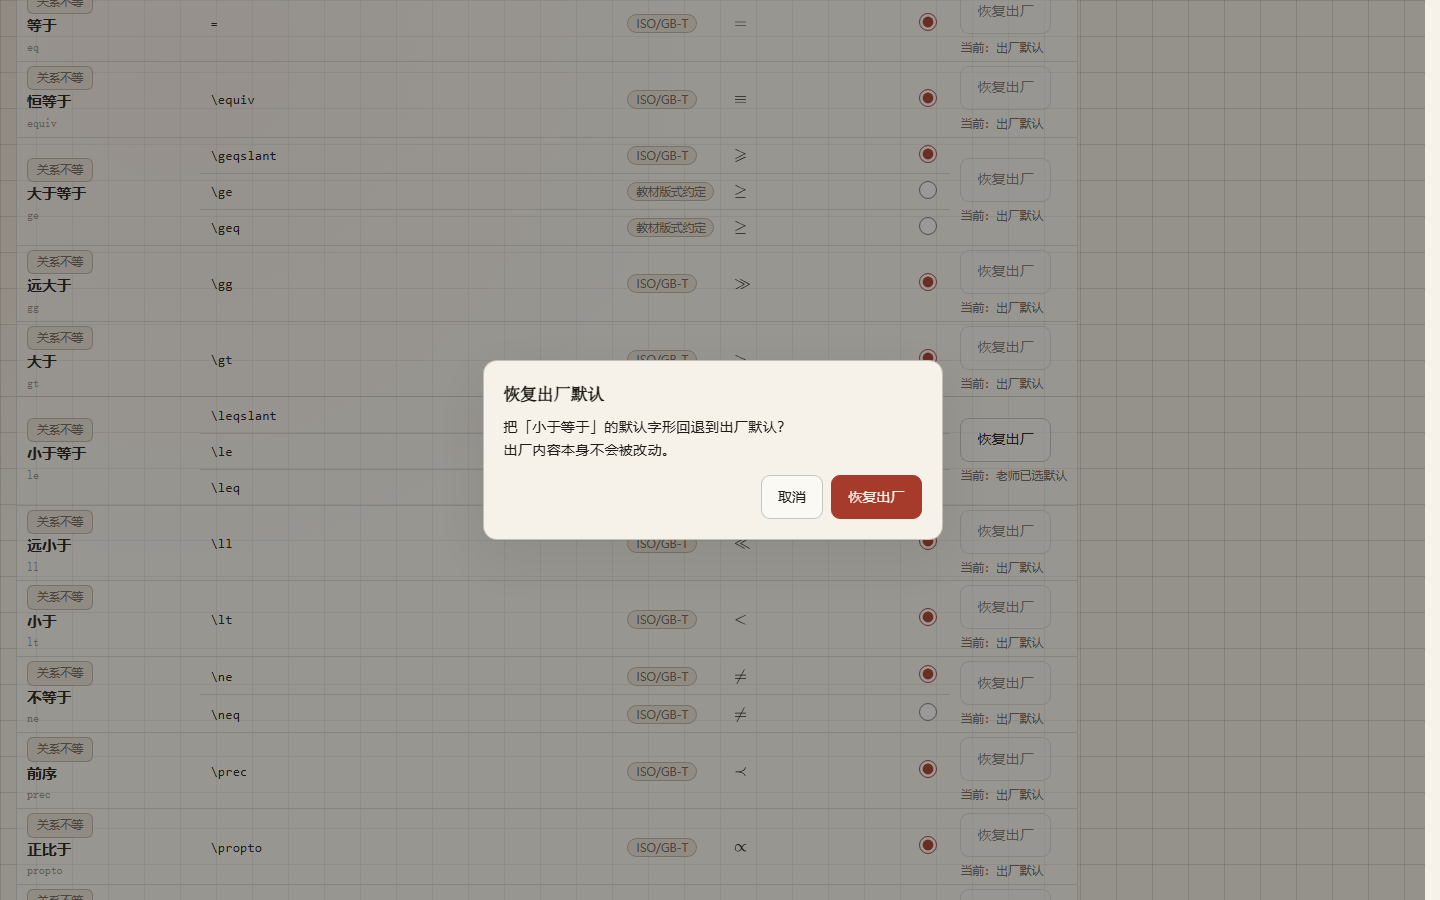 关系不等
等于
eq
=
ISO/GB-T
=
恢复出厂
当前: 出厂默认
关系不等
恒等于
equiv
\equiv
ISO/GB-T
≡
恢复出厂
当前: 出厂默认
关系不等
大于等于
ge
\geqslant
ISO/GB-T
⩾
\ge
教材版式约定
≥
\geq
教材版式约定
≥
恢复出厂
当前: 出厂默认
关系不等
远大于
gg
\gg
ISO/GB-T
≫
恢复出厂
当前: 出厂默认
关系不等
大于
gt
\gt
ISO/GB-T
恢复出厂
当前: 出厂默认
关系不等
小于等于
le
\leqslant
\le
\leq
恢复出厂
当前: 老师已选默认
恢复出厂默认
把「小于等于」的默认字形回退到出厂默认?
出厂内容本身不会被改动。
取消
恢复出厂
关系不等
远小于
ll
\ll
ISO/GB-T
≪
恢复出厂
当前: 出厂默认
关系不等
小于
lt
\lt
ISO/GB-T
<
恢复出厂
当前: 出厂默认
关系不等
不等于
ne
\ne
ISO/GB-T
≠
\neq
ISO/GB-T
≠
恢复出厂
当前: 出厂默认
关系不等
前序
prec
\prec
ISO/GB-T
≺
恢复出厂
当前: 出厂默认
关系不等
正比于
propto
\propto
ISO/GB-T
∝
恢复出厂
当前: 出厂默认
关系不等